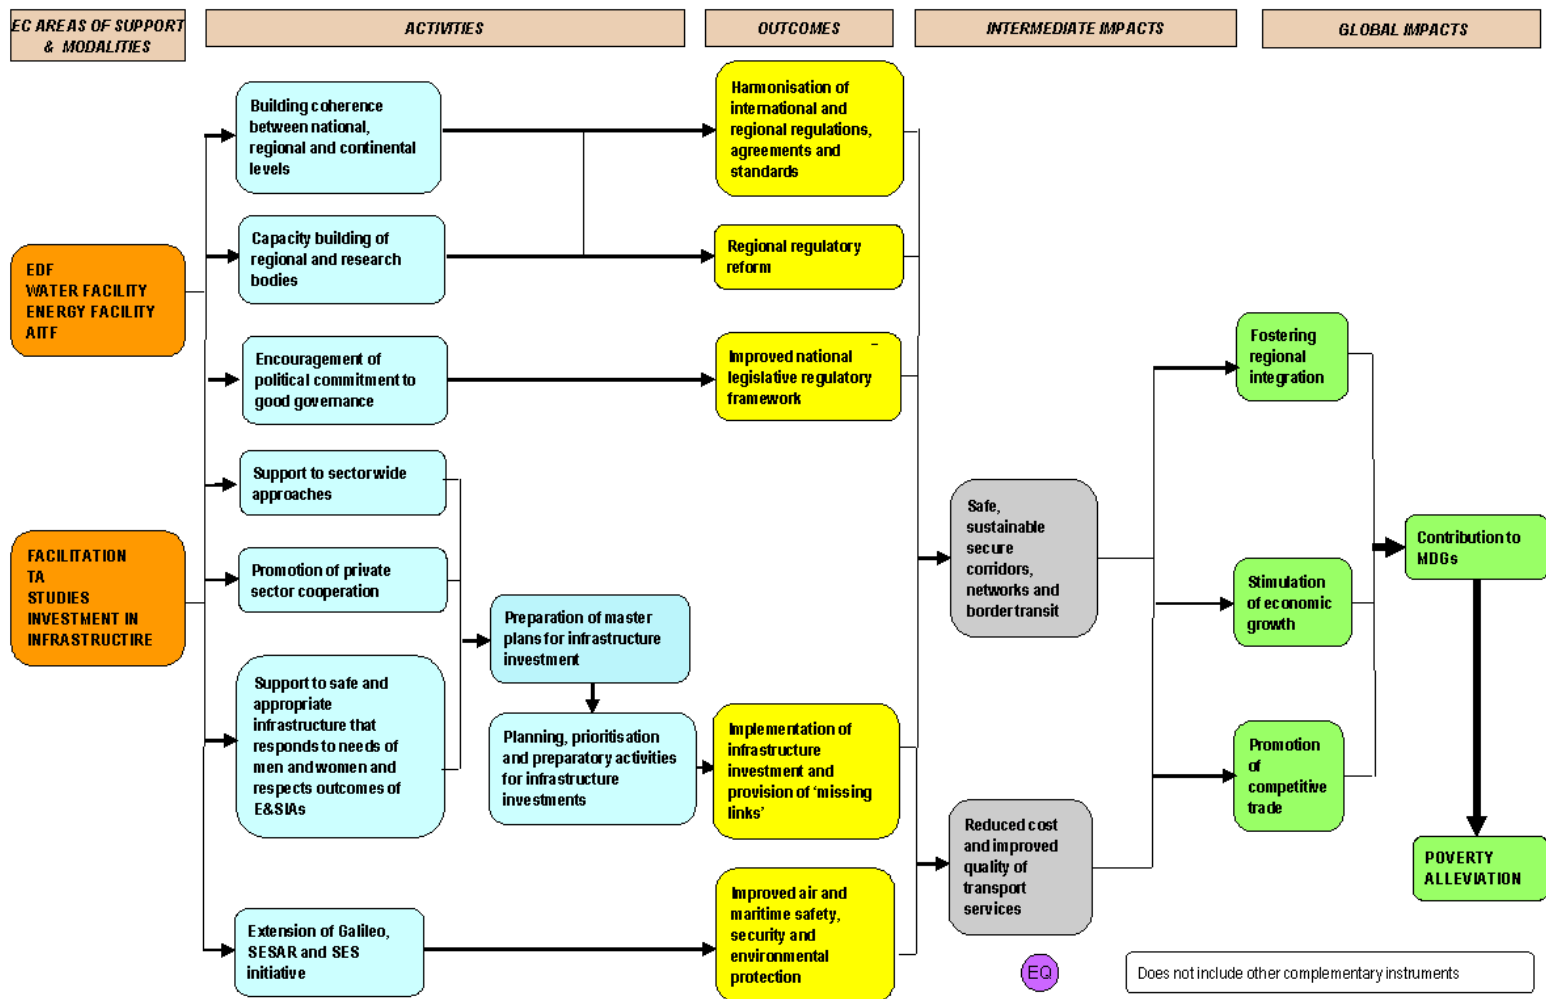 EC AREAS OF SUPPORT
& MODALITIES
ACTIVITIES
OUTCOMES
INTERMEDIATE IMPACTS
GLOBAL IMPACTS
EDF
WATER FACILITY
ENERGY FACILITY
AITF
FACILITATION
TA
STUDIES
INVESTMENT IN
INFRASTRUCTIRE
Building coherence
between national,
regional and continental
levels
Capacity building of
regional and research
bodies
Encouragement of
political commitment to
good governance
Support to sector wide
approaches
Promotion of private
sector cooperation
Support to safe and
appropriate
infrastructure that
responds to needs of
men and women and
respects outcomes of
E&SIAs
Extension of Galileo,
SESAR and SES
initiative
Preparation of master
plans for infrastructure
investment
Planning, prioritisation
and preparatory activities
for infrastructure
investments
Harmonisation of
international and
regional regulations,
agreements and
standards
Regional regulatory
reform
Improved national
legislative regulatory
framework
Implementation of
infrastructure
investment and
provision of ‘missing
links’
Improved air and
maritime safety,
security and
environmental
protection
Safe,
sustainable
secure
corridors,
networks and
border transit
Reduced cost
and improved
quality of
transport
services
Fostering
regional
integration
Stimulation
of economic
growth
Promotion
of
competitive
trade
Contribution to
MDGs
POVERTY
ALLEVIATION
EQ
Does not include other complementary instruments